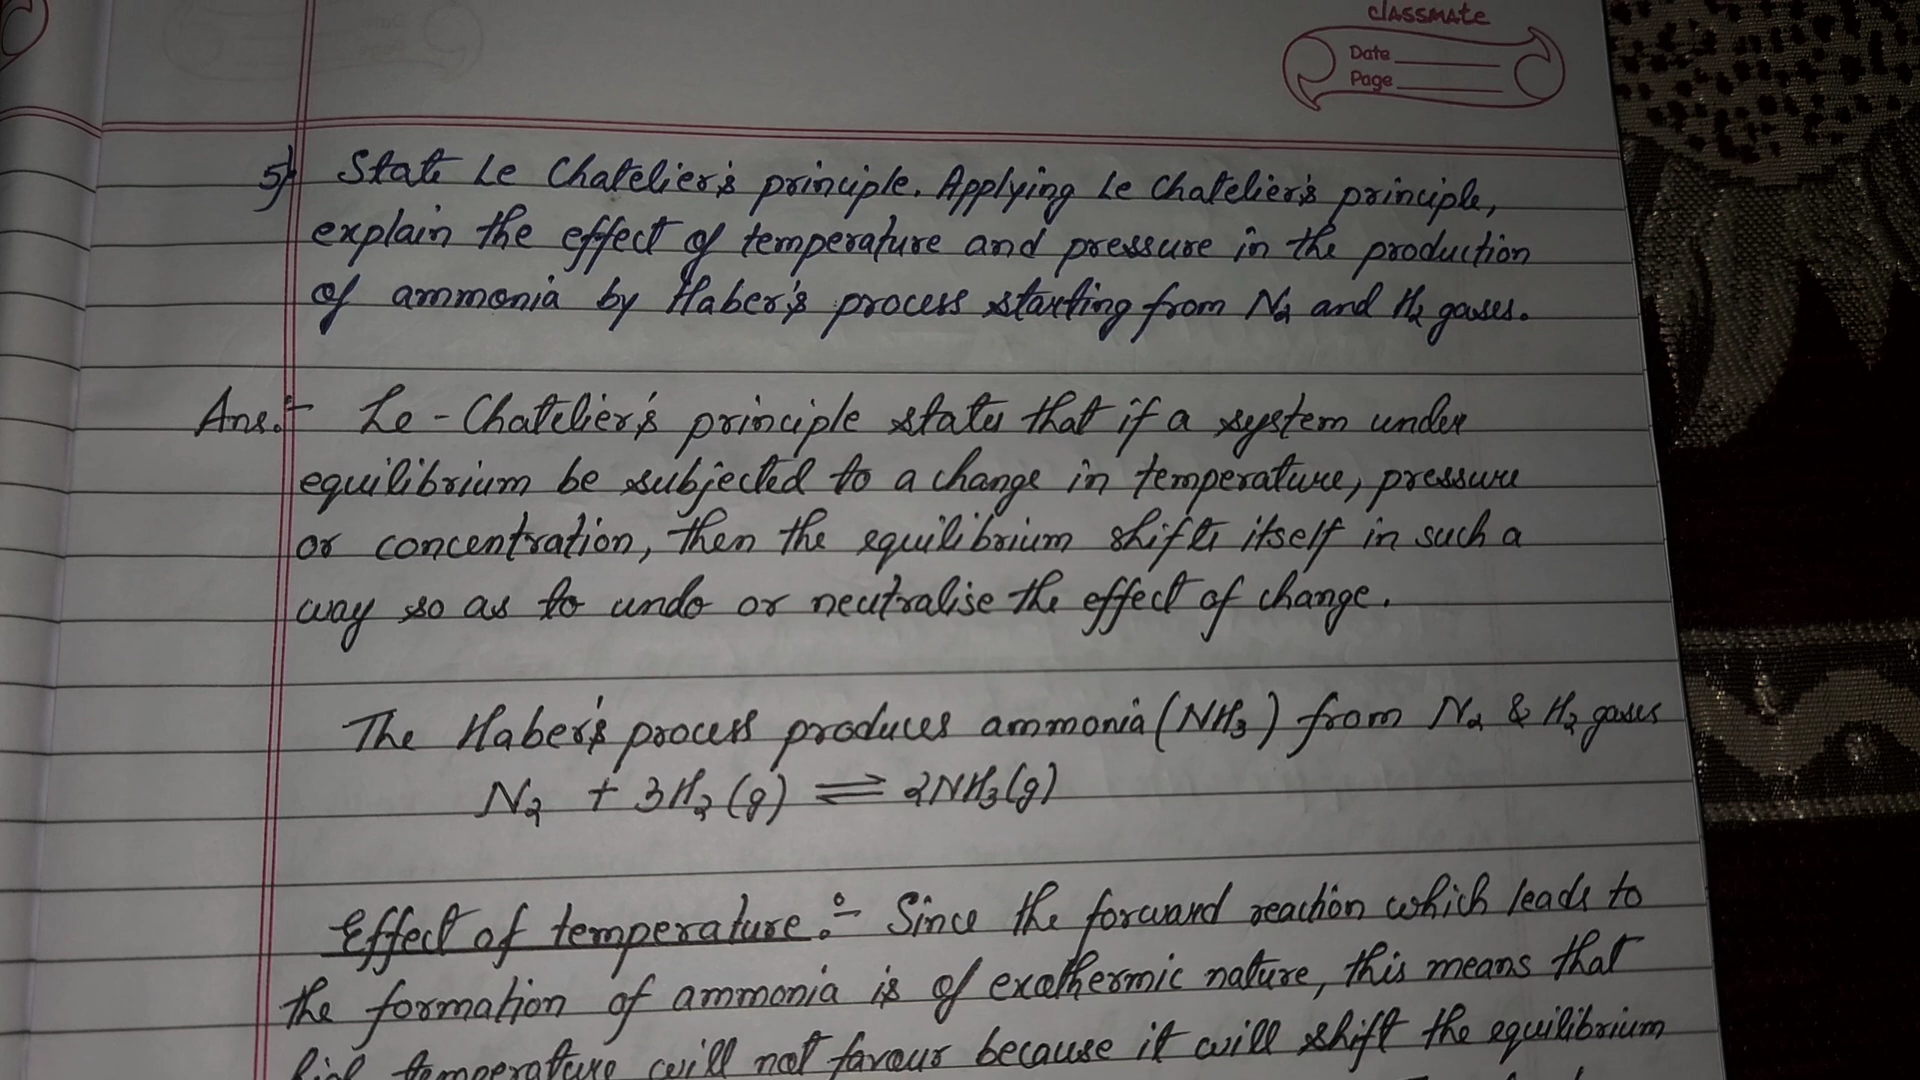 classmate
Date
Page
5) State Le Chatelier's principle. Applying Le Chatelier's principle,
explain the effect of temperature and pressure in the production
of ammonia by Haber's process starting from N2 and H2 gases.
Ans:- Le-Chatelier's principle states that if a system under
equilibrium be subjected to a change in temperature, pressure
or concentration, then the equilibrium shifts itself in such a
way so as to undo or neutralise the effect of change.
The Haber's process produces ammonia (NH3) from N2 & H2 gases
N2 + 3H2(g) ⇌ 2NH3(g)
Effect of temperature :- Since the forward reaction which leads to
the formation of ammonia is of exothermic nature, this means that
high temperature will not favour because it will shift the equilibrium